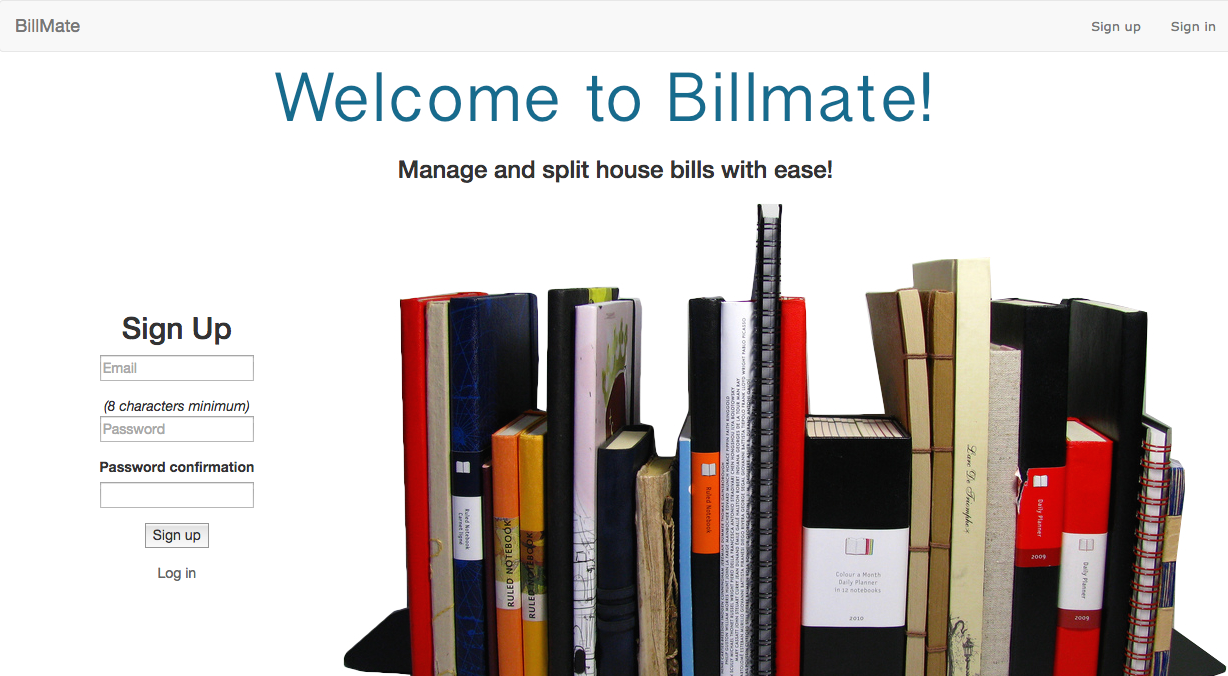 BillMate
Sign up
Sign in
Welcome to Billmate!
Manage and split house bills with ease!
Sign Up
Email
(8 characters minimum)
Password
Password confirmation
Sign up
Log in
Ruled Notebook
Carnet ligné
RULED NOTEBOOK
RULED NOTEBOOK
Ruled Notebook
Colour a Month
Daily Planner
in 12 notebooks
2010
Daily Planner
2009
Daily Planner
2009